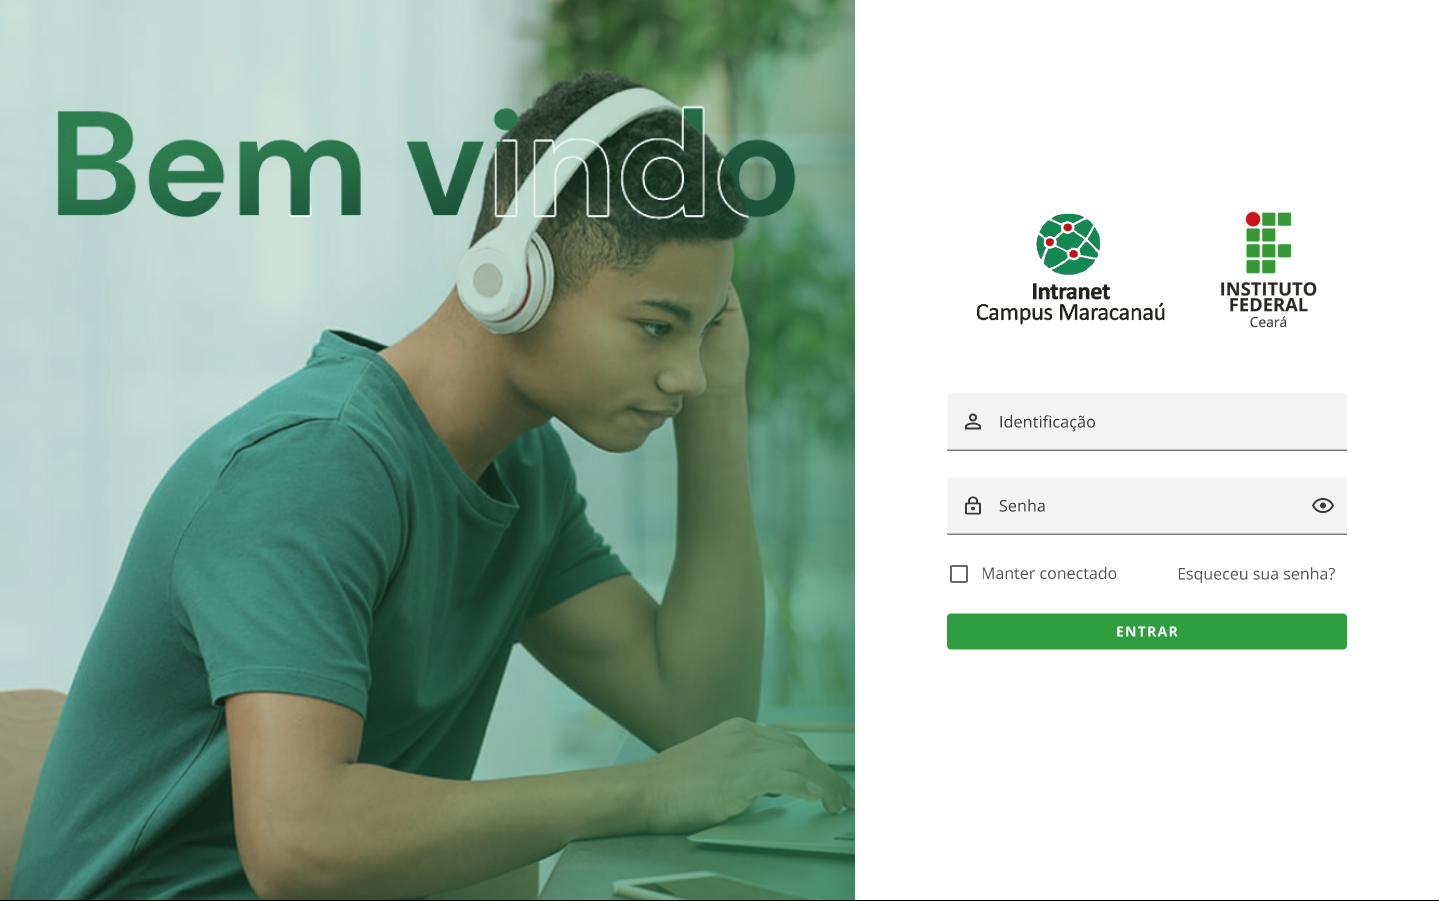 Bem vindo
Intranet
Campus Maracanaú
INSTITUTO
FEDERAL
Ceará
Identificação
Senha
Manter conectado
Esqueceu sua senha?
ENTRAR